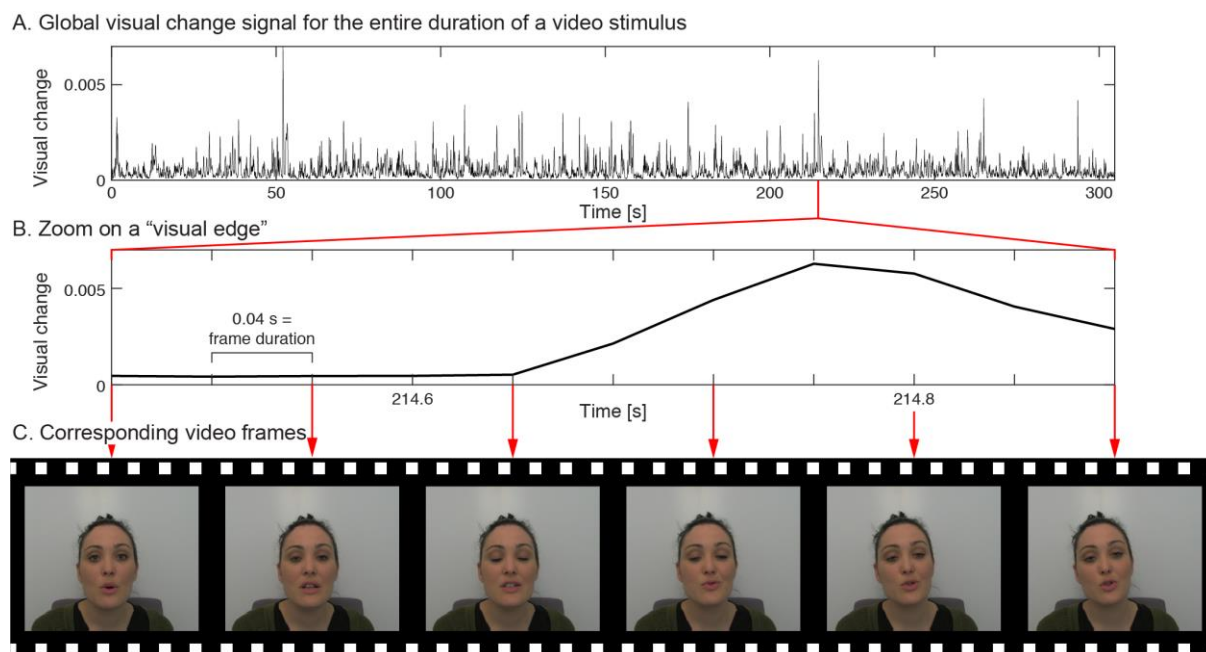 A. Global visual change signal for the entire duration of a video stimulus
Visual change
0.005
0
0 50 100 150 200 250 300
Time [s]
B. Zoom on a “visual edge”
Visual change
0.005
0
0.04 s =
frame duration
214.6 214.8
Time [s]
C. Corresponding video frames